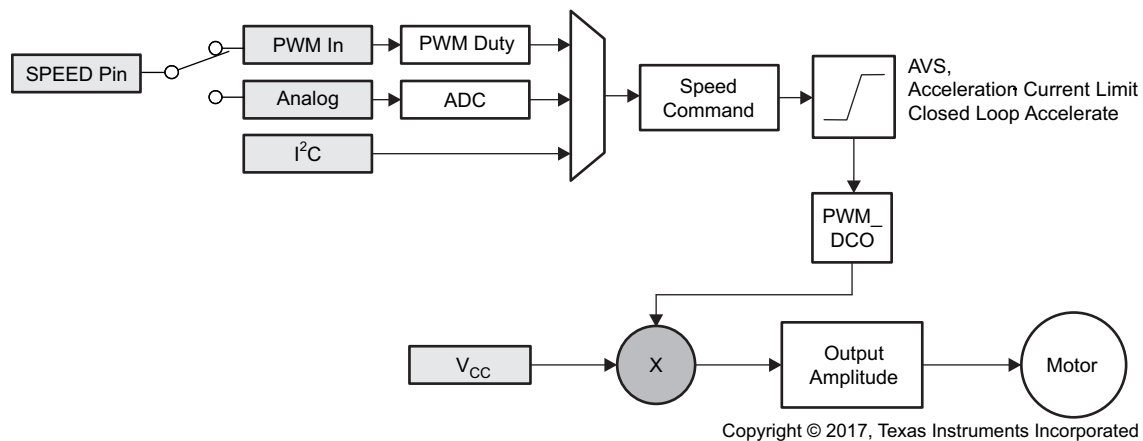 SPEED Pin
PWM In
PWM Duty
Analog
ADC
I²C
Speed
Command
AVS,
Acceleration Current Limit
Closed Loop Accelerate
PWM_
DCO
V_CC
X
Output
Amplitude
Motor
Copyright © 2017, Texas Instruments Incorporated